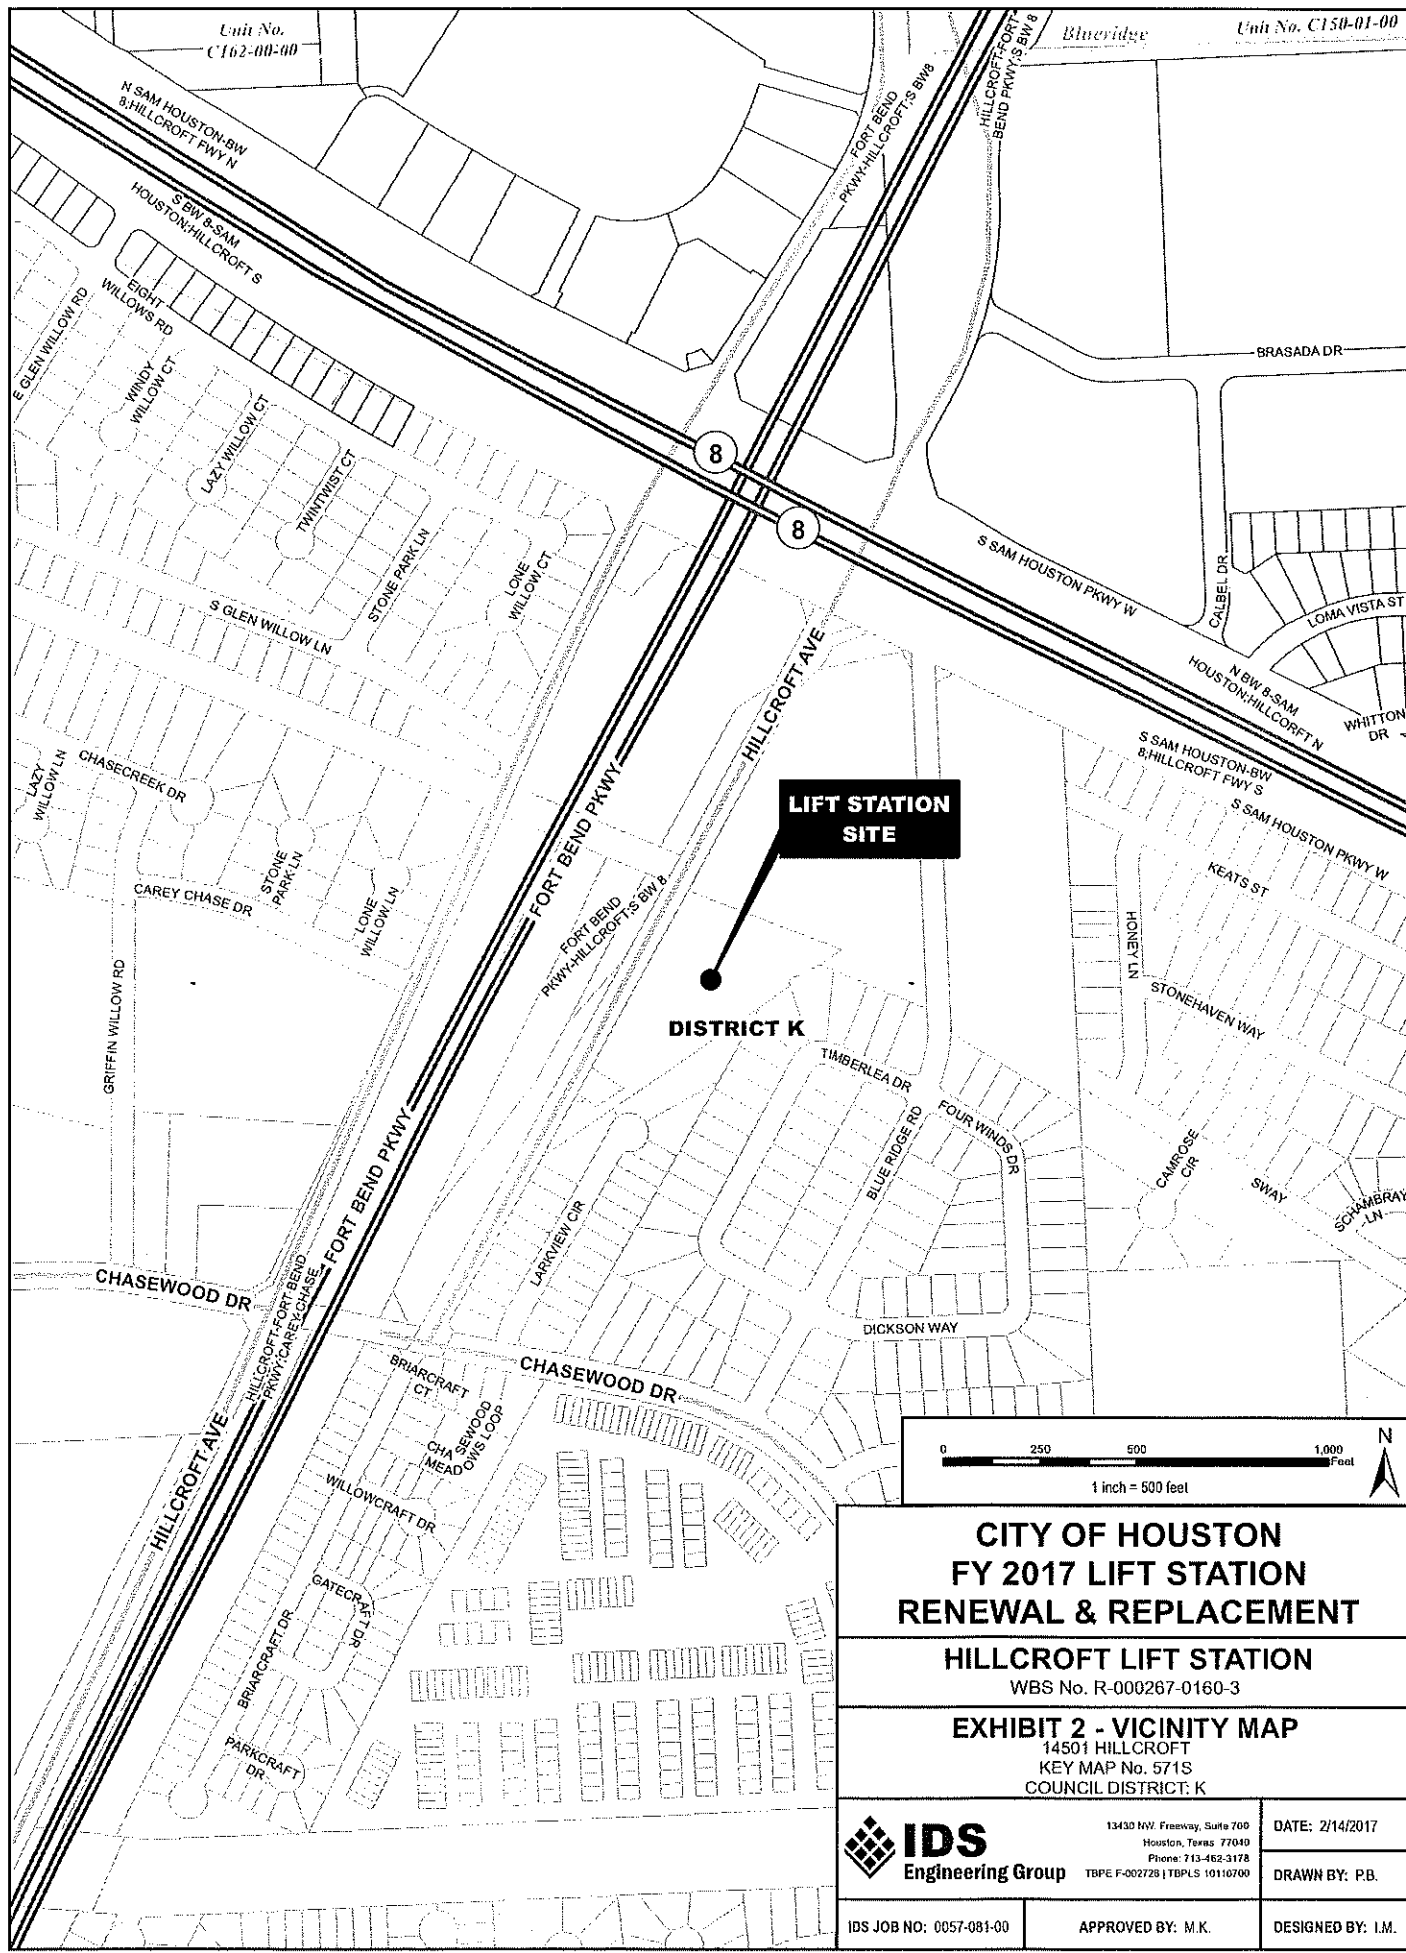 Unit No.
C162-00-00
Blueridge
Unit No. C150-01-00
N SAM HOUSTON-BW
8;HILLCROFT FWY N
S BW 8-SAM
HOUSTON;HILLCROFT S
FORT BEND
PKWY-HILLCROFT;S BW8
HILLCROFT-FORT
BEND PKWY;S BW 8
EIGHT
WILLOWS RD
E GLEN WILLOW RD
WINDY
WILLOW CT
LAZY WILLOW CT
TWINTWIST CT
STONE PARK LN
LONE
WILLOW CT
S GLEN WILLOW LN
BRASADA DR
8
8
S SAM HOUSTON PKWY W
CALBEL DR
LOMA VISTA ST
N BW 8-SAM
HOUSTON;HILLCORFT N
WHITTON
DR
HILLCROFT AVE
S SAM HOUSTON-BW
8;HILLCROFT FWY S
S SAM HOUSTON PKWY W
LAZY
WILLOW LN
CHASECREEK DR
STONE
PARK LN
CAREY CHASE DR
LONE
WILLOW LN
GRIFFIN WILLOW RD
FORT BEND PKWY
LIFT STATION
SITE
FORT BEND
PKWY-HILLCROFT;S BW 8
DISTRICT K
KEATS ST
HONEY LN
STONEHAVEN WAY
TIMBERLEA DR
BLUE RIDGE RD
FOUR WINDS DR
CAMROSE
CIR
SWAY
SCHAMBRAY
LN
FORT BEND PKWY
LARKVIEW CIR
CHASEWOOD DR
HILLCROFT-FORT BEND
PKWY;CAREY-CHASE
DICKSON WAY
BRIARCRAFT
CT
CHASEWOOD DR
CHA SEWOOD
MEAD OWS LOOP
HILLCROFT AVE
WILLOWCRAFT DR
GATECRAFT DR
BRIARCRAFT DR
PARKCRAFT
DR
0 250 500 1,000
Feet
1 inch = 500 feet
N
CITY OF HOUSTON
FY 2017 LIFT STATION
RENEWAL & REPLACEMENT
HILLCROFT LIFT STATION
WBS No. R-000267-0160-3
EXHIBIT 2 - VICINITY MAP
14501 HILLCROFT
KEY MAP No. 571S
COUNCIL DISTRICT: K
IDS
Engineering Group
13430 NW. Freeway, Suite 700
Houston, Texas 77040
Phone: 713-462-3178
TBPE F-002726 | TBPLS 10110700
DATE: 2/14/2017
DRAWN BY: P.B.
IDS JOB NO: 0057-081-00
APPROVED BY: M.K.
DESIGNED BY: I.M.